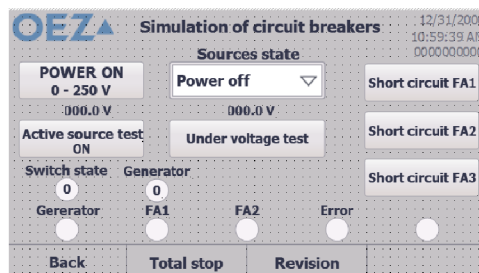 OEZ
Simulation of circuit breakers
12/31/200
10:59:39 AM
000000000
Sources state
POWER ON
0 - 250 V
Power off
Short circuit FA1
000.0 V
000.0 V
Active source test
ON
Under voltage test
Short circuit FA2
Switch state
Generator
0
0
Short circuit FA3
Gererator
FA1
FA2
Error
Back
Total stop
Revision